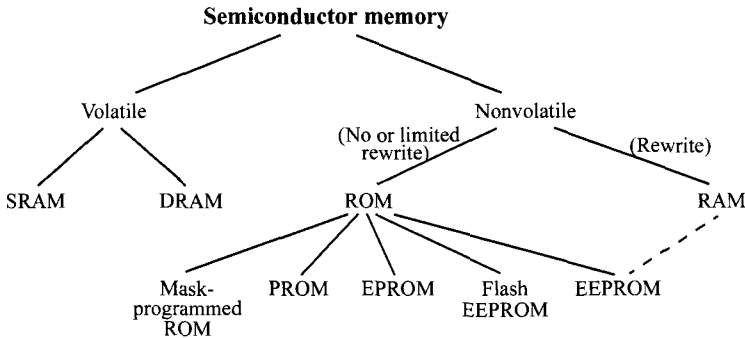 Semiconductor memory
Volatile
Nonvolatile
(No or limited
rewrite)
(Rewrite)
SRAM
DRAM
ROM
RAM
Mask-
programmed
ROM
PROM
EPROM
Flash
EEPROM
EEPROM